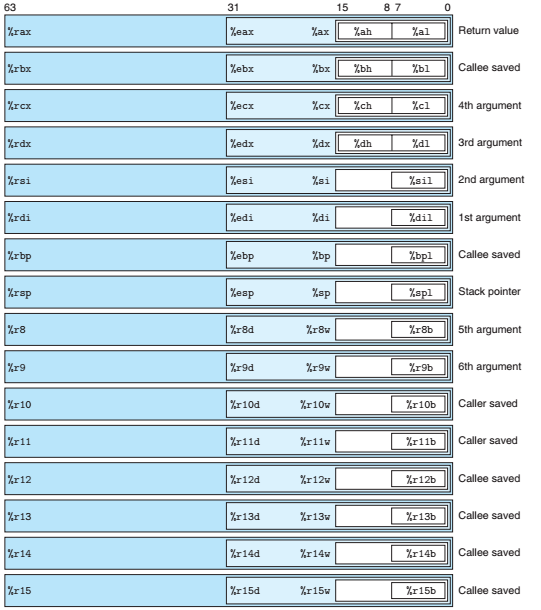 63 31 15 8 7 0
%rax %eax %ax %ah %al Return value
%rbx %ebx %bx %bh %bl Callee saved
%rcx %ecx %cx %ch %cl 4th argument
%rdx %edx %dx %dh %dl 3rd argument
%rsi %esi %si %sil 2nd argument
%rdi %edi %di %dil 1st argument
%rbp %ebp %bp %bpl Callee saved
%rsp %esp %sp %spl Stack pointer
%r8 %r8d %r8w %r8b 5th argument
%r9 %r9d %r9w %r9b 6th argument
%r10 %r10d %r10w %r10b Caller saved
%r11 %r11d %r11w %r11b Caller saved
%r12 %r12d %r12w %r12b Callee saved
%r13 %r13d %r13w %r13b Callee saved
%r14 %r14d %r14w %r14b Callee saved
%r15 %r15d %r15w %r15b Callee saved